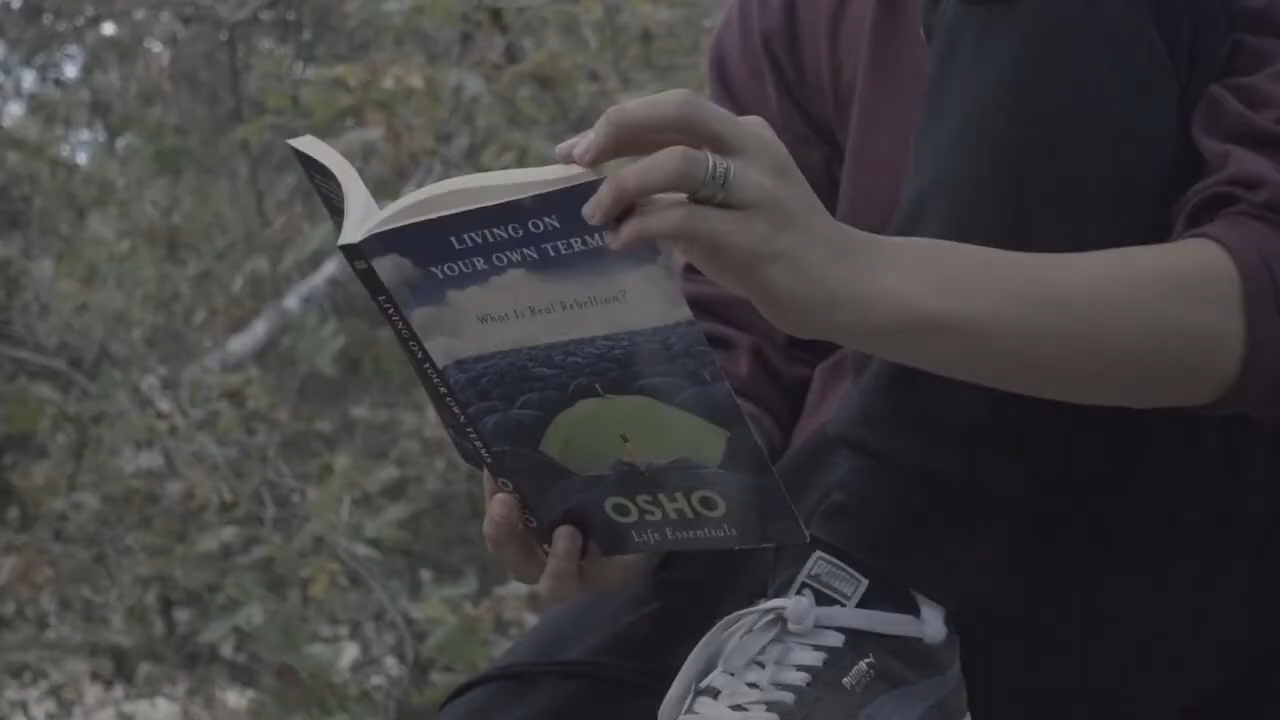 LIVING ON
YOUR OWN TERMS
What Is Real Rebellion?
OSHO
Life Essentials
LIVING ON YOUR OWN TERMS
OSHO
PUMA
PUMA